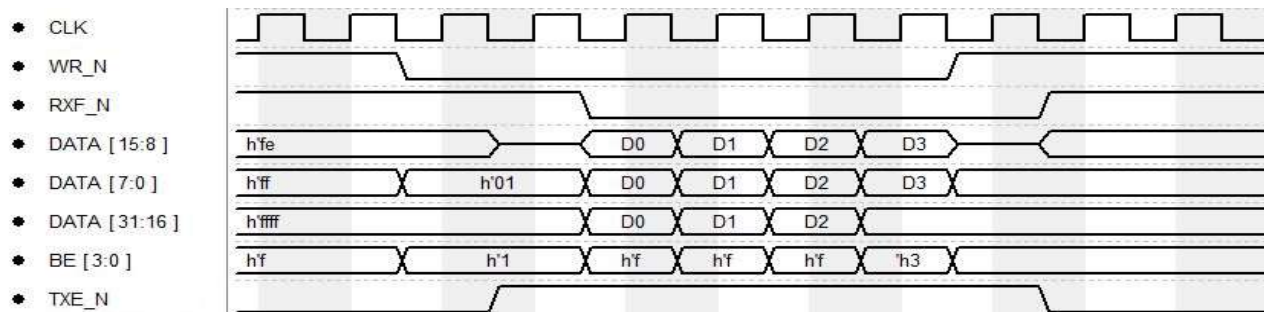 CLK
WR_N
RXF_N
DATA [15:8] h'fe D0 D1 D2 D3
DATA [7:0] h'ff h'01 D0 D1 D2 D3
DATA [31:16] h'ffff D0 D1 D2
BE [3:0] h'f h'1 h'f h'f h'f 'h3
TXE_N